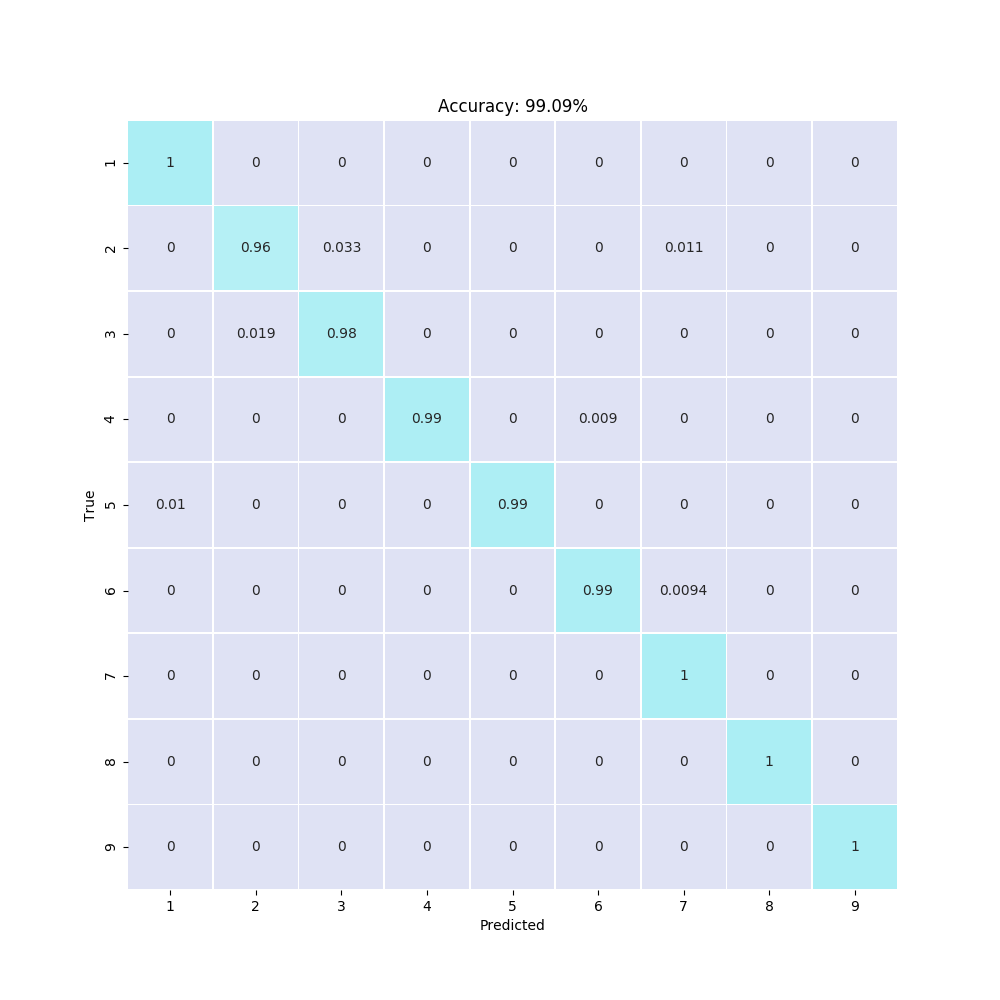 Accuracy: 99.09%
1 1 0 0 0 0 0 0 0 0
2 0 0.96 0.033 0 0 0 0.011 0 0
3 0 0.019 0.98 0 0 0 0 0 0
4 0 0 0 0.99 0 0.009 0 0 0
True
5 0.01 0 0 0 0.99 0 0 0 0
6 0 0 0 0 0 0.99 0.0094 0 0
7 0 0 0 0 0 0 1 0 0
8 0 0 0 0 0 0 0 1 0
9 0 0 0 0 0 0 0 0 1
1 2 3 4 5 6 7 8 9
Predicted